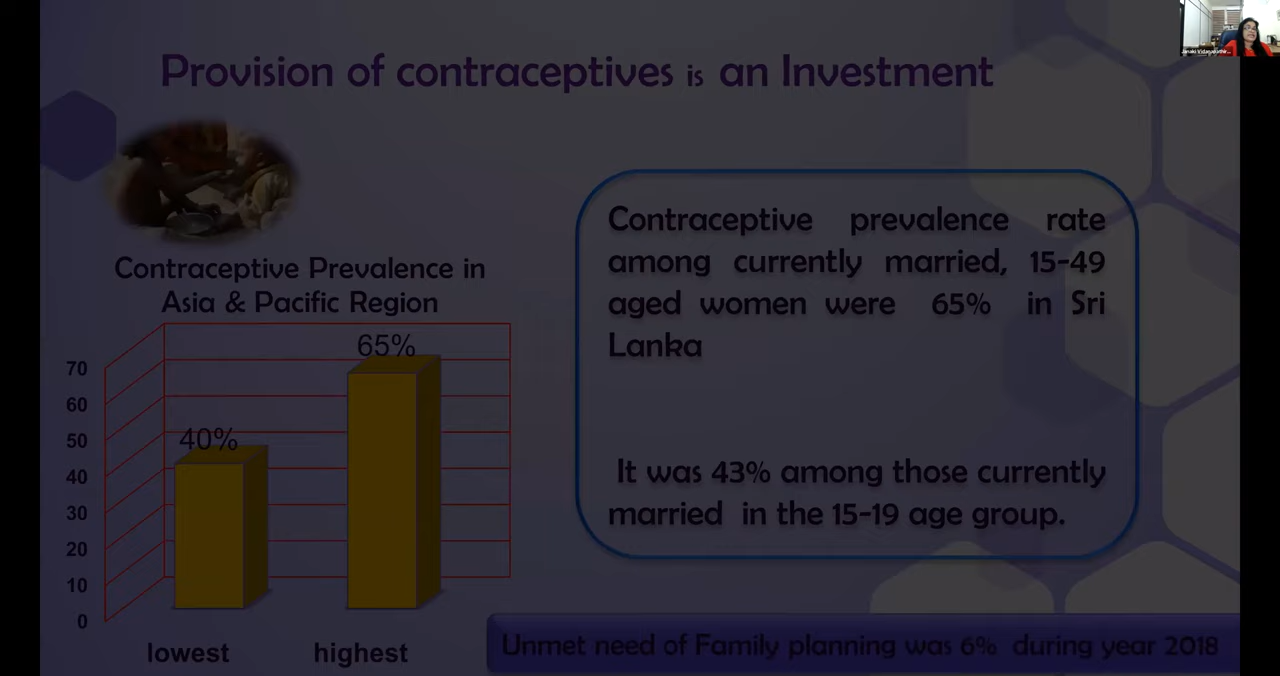 Provision of contraceptives is an Investment
Contraceptive Prevalence in
Asia & Pacific Region
65%
40%
70
60
50
40
30
20
10
0
lowest highest
Contraceptive prevalence rate
among currently married, 15-49
aged women were 65% in Sri
Lanka
It was 43% among those currently
married in the 15-19 age group.
Unmet need of Family planning was 6% during year 2018